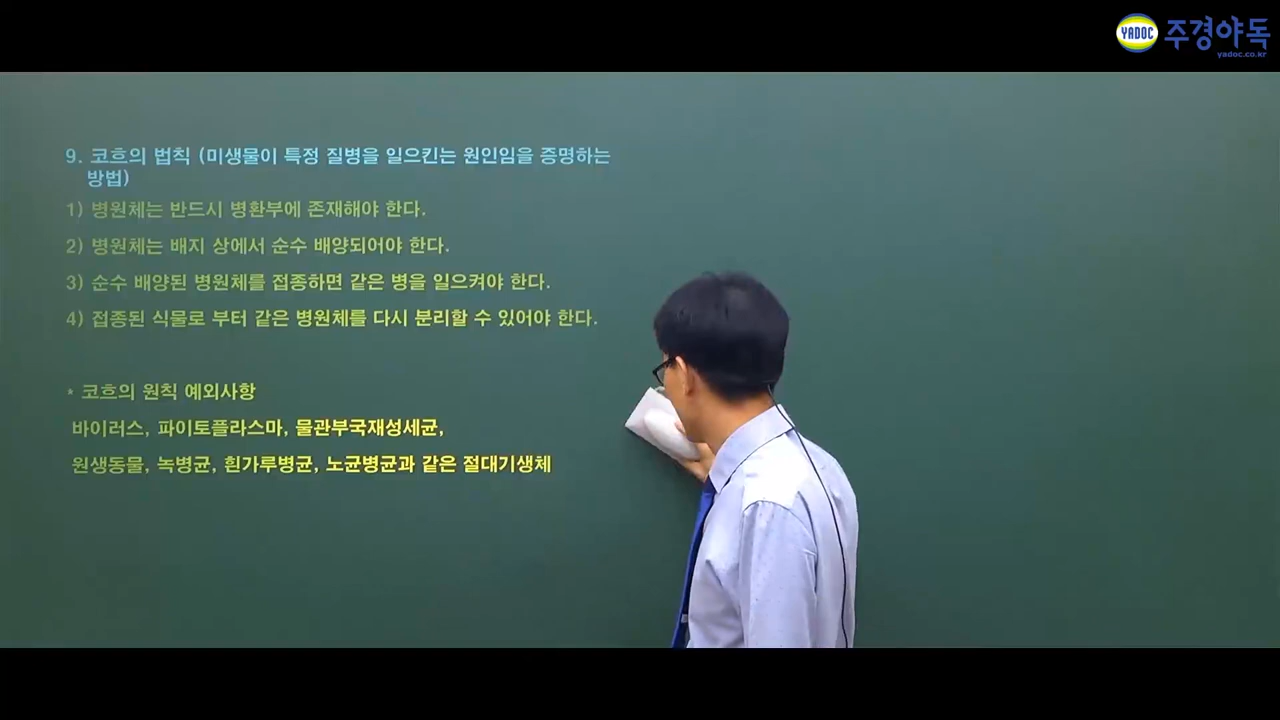 YADOC 주경야독
yadoc.co.kr
9. 코흐의 법칙 (미생물이 특정 질병을 일으킨는 원인임을 증명하는
방법)
1) 병원체는 반드시 병환부에 존재해야 한다.
2) 병원체는 배지 상에서 순수 배양되어야 한다.
3) 순수 배양된 병원체를 접종하면 같은 병을 일으켜야 한다.
4) 접종된 식물로 부터 같은 병원체를 다시 분리할 수 있어야 한다.
* 코흐의 원칙 예외사항
바이러스, 파이토플라스마, 물관부국재성세균,
원생동물, 녹병균, 흰가루병균, 노균병균과 같은 절대기생체